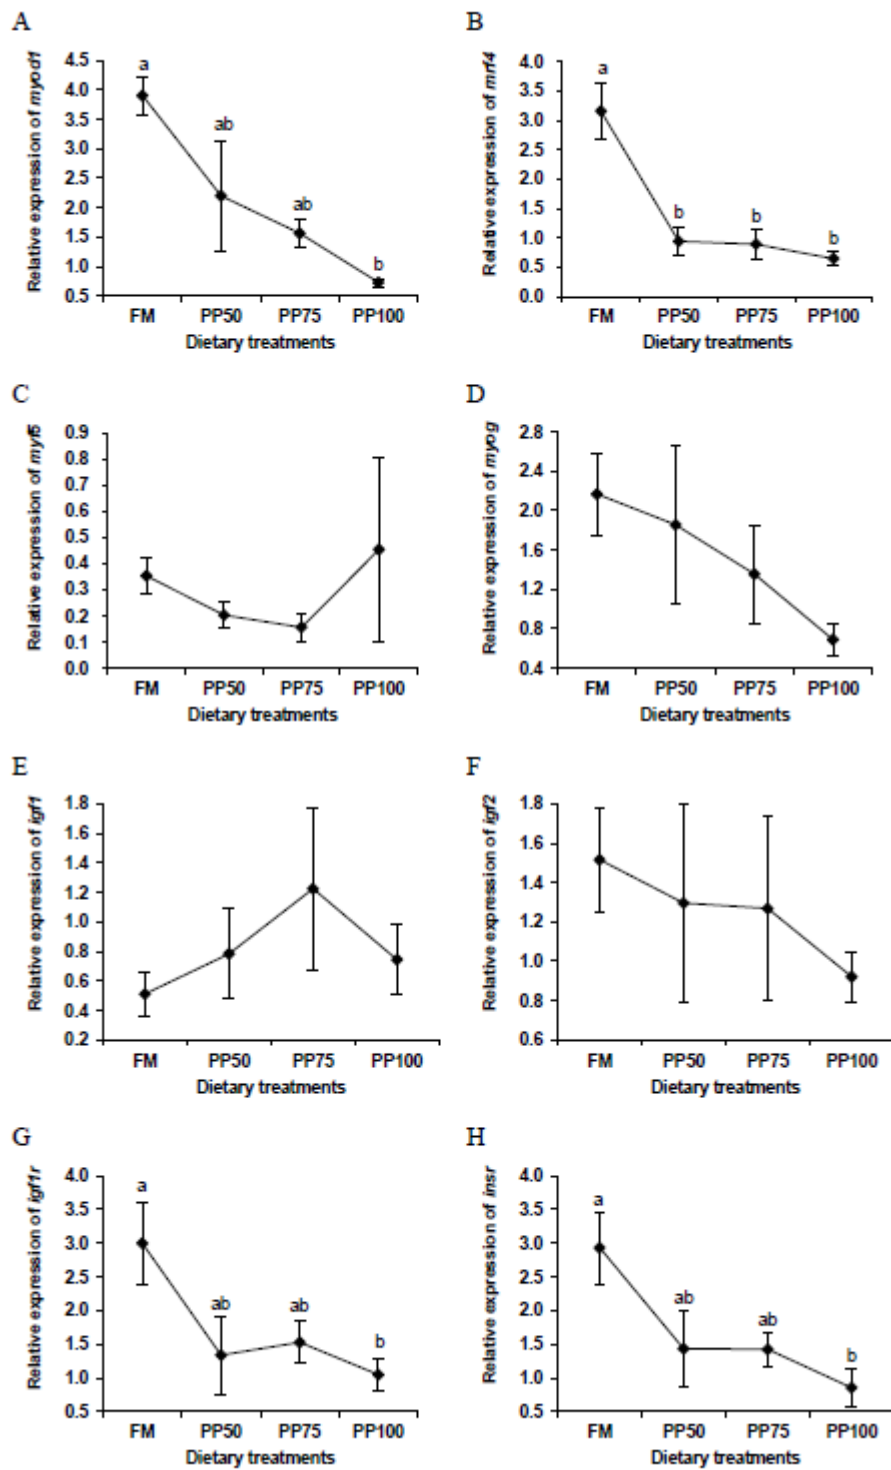 A
Relative expression of myod1
4.5
4.0
3.5
3.0
2.5
2.0
1.5
1.0
0.5
a
ab
ab
b
FM PP50 PP75 PP100
Dietary treatments
B
Relative expression of mrf4
4.0
3.5
3.0
2.5
2.0
1.5
1.0
0.5
0.0
a
b
b
b
FM PP50 PP75 PP100
Dietary treatments
C
Relative expression of myf5
0.9
0.8
0.7
0.6
0.5
0.4
0.3
0.2
0.1
0.0
FM PP50 PP75 PP100
Dietary treatments
D
Relative expression of myog
2.8
2.4
2.0
1.6
1.2
0.8
0.4
FM PP50 PP75 PP100
Dietary treatments
E
Relative expression of igf1
1.8
1.6
1.4
1.2
1.0
0.8
0.6
0.4
0.2
FM PP50 PP75 PP100
Dietary treatments
F
Relative expression of igf2
1.8
1.6
1.4
1.2
1.0
0.8
0.6
FM PP50 PP75 PP100
Dietary treatments
G
Relative expression of igf1r
4.0
3.5
3.0
2.5
2.0
1.5
1.0
0.5
a
ab
ab
b
FM PP50 PP75 PP100
Dietary treatments
H
Relative expression of insr
4.0
3.5
3.0
2.5
2.0
1.5
1.0
0.5
a
ab
ab
b
FM PP50 PP75 PP100
Dietary treatments